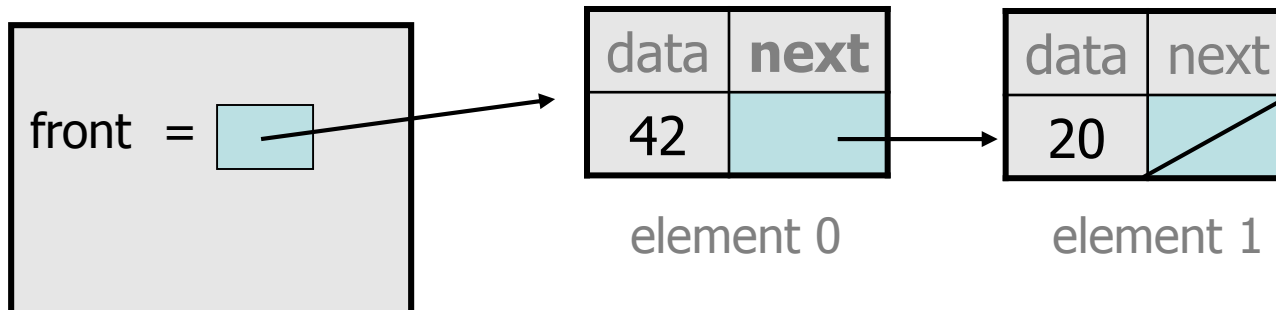 front =
data next
42
element 0
data next
20
element 1